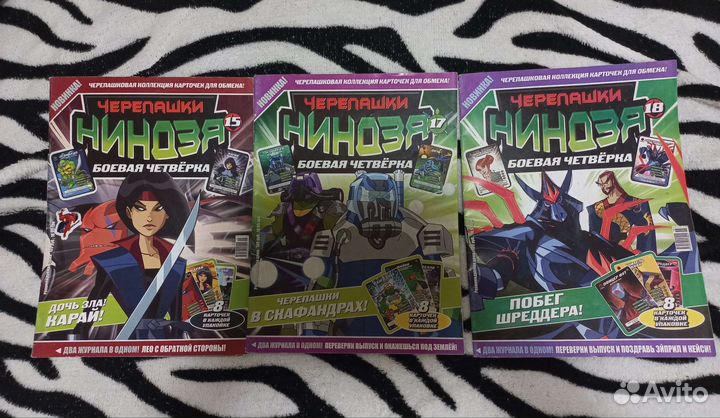 НОВИНКА!
ЧЕРЕПАШКОВАЯ КОЛЛЕКЦИЯ КАРТОЧЕК ДЛЯ ОБМЕНА!
ЧЕРЕПАШКИ
НИНДЗЯ
15
БОЕВАЯ ЧЕТВЁРКА
ДОЧЬ ЗЛА!
КАРАЙ!
8
КАРТОЧЕК
В КАЖДОЙ
УПАКОВКЕ
ДВА ЖУРНАЛА В ОДНОМ! ЛЕО С ОБРАТНОЙ СТОРОНЫ!
НОВИНКА!
ЧЕРЕПАШКОВАЯ КОЛЛЕКЦИЯ КАРТОЧЕК ДЛЯ ОБМЕНА!
ЧЕРЕПАШКИ
НИНДЗЯ
17
БОЕВАЯ ЧЕТВЁРКА
ЧЕРЕПАШКИ
В СКАФАНДРАХ!
8
КАРТОЧЕК
В КАЖДОЙ
УПАКОВКЕ
ДВА ЖУРНАЛА В ОДНОМ! ПЕРЕВЕРНИ ВЫПУСК И ОКАЖЕШЬСЯ ПОД ЗЕМЛЁЙ!
НОВИНКА!
ЧЕРЕПАШКОВАЯ КОЛЛЕКЦИЯ КАРТОЧЕК ДЛЯ ОБМЕНА!
ЧЕРЕПАШКИ
НИНДЗЯ
18
БОЕВАЯ ЧЕТВЁРКА
ПОБЕГ
ШРЕДДЕРА!
8
КАРТОЧЕК
В КАЖДОЙ
УПАКОВКЕ
ДВА ЖУРНАЛА В ОДНОМ! ПЕРЕВЕРНИ ВЫПУСК И ПОЗДРАВЬ ЭЙПРИЛ И КЕЙСИ!
Avito